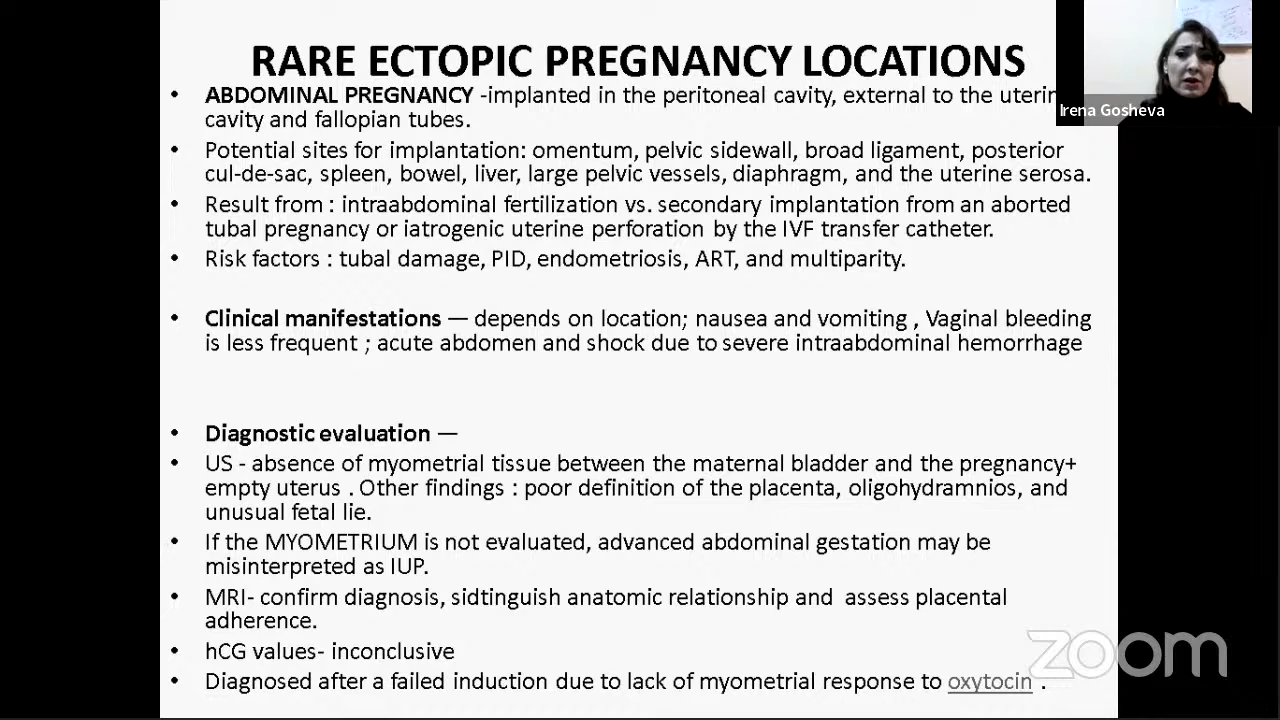 RARE ECTOPIC PREGNANCY LOCATIONS
• ABDOMINAL PREGNANCY -implanted in the peritoneal cavity, external to the
cavity and fallopian tubes.
• Potential sites for implantation: omentum, pelvic sidewall, broad ligament, posterior
cul-de-sac, spleen, bowel, liver, large pelvic vessels, diaphragm, and the uterine serosa.
• Result from : intraabdominal fertilization vs. secondary implantation from an aborted
tubal pregnancy or iatrogenic uterine perforation by the IVF transfer catheter.
• Risk factors : tubal damage, PID, endometriosis, ART, and multiparity.
• Clinical manifestations — depends on location; nausea and vomiting , Vaginal bleeding
is less frequent ; acute abdomen and shock due to severe intraabdominal hemorrhage
• Diagnostic evaluation —
• US - absence of myometrial tissue between the maternal bladder and the pregnancy+
empty uterus . Other findings : poor definition of the placenta, oligohydramnios, and
unusual fetal lie.
• If the MYOMETRIUM is not evaluated, advanced abdominal gestation may be
misinterpreted as IUP.
• MRI- confirm diagnosis, sidtinguish anatomic relationship and assess placental
adherence.
• hCG values- inconclusive
• Diagnosed after a failed induction due to lack of myometrial response to oxytocin .
Irena Gosheva
zoom